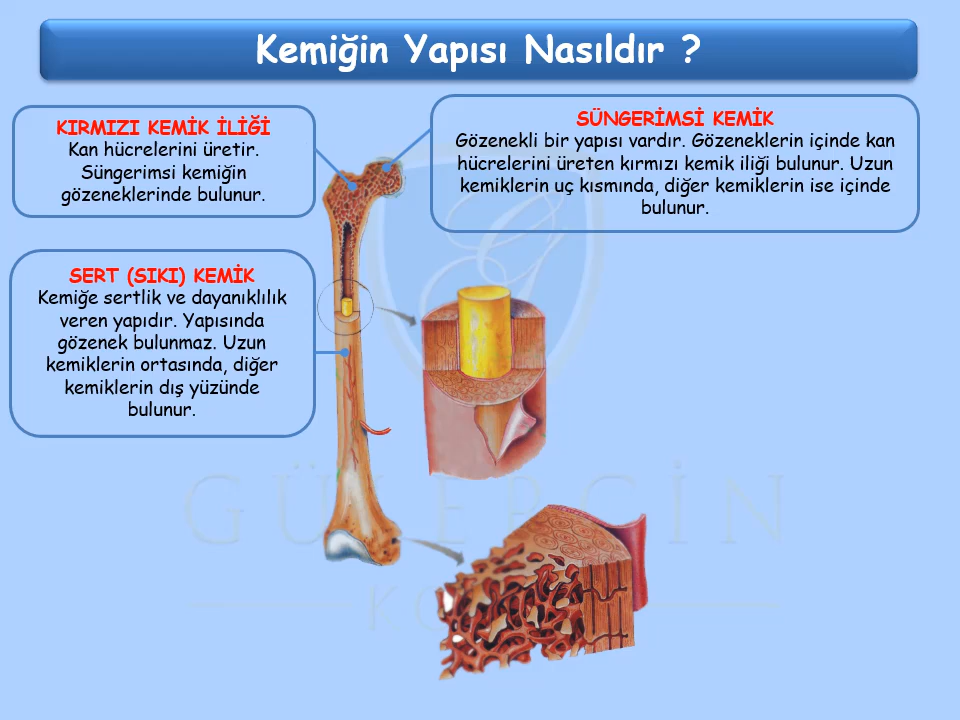 Kemiğin Yapısı Nasıldır ?
KIRMIZI KEMİK İLİĞİ
Kan hücrelerini üretir.
Süngerimsi kemiğin
gözeneklerinde bulunur.
SÜNGERİMSİ KEMİK
Gözenekli bir yapısı vardır. Gözeneklerin içinde kan
hücrelerini üreten kırmızı kemik iliği bulunur. Uzun
kemiklerin uç kısmında, diğer kemiklerin ise içinde
bulunur.
SERT (SIKI) KEMİK
Kemiğe sertlik ve dayanıklılık
veren yapıdır. Yapısında
gözenek bulunmaz. Uzun
kemiklerin ortasında, diğer
kemiklerin dış yüzünde
bulunur.